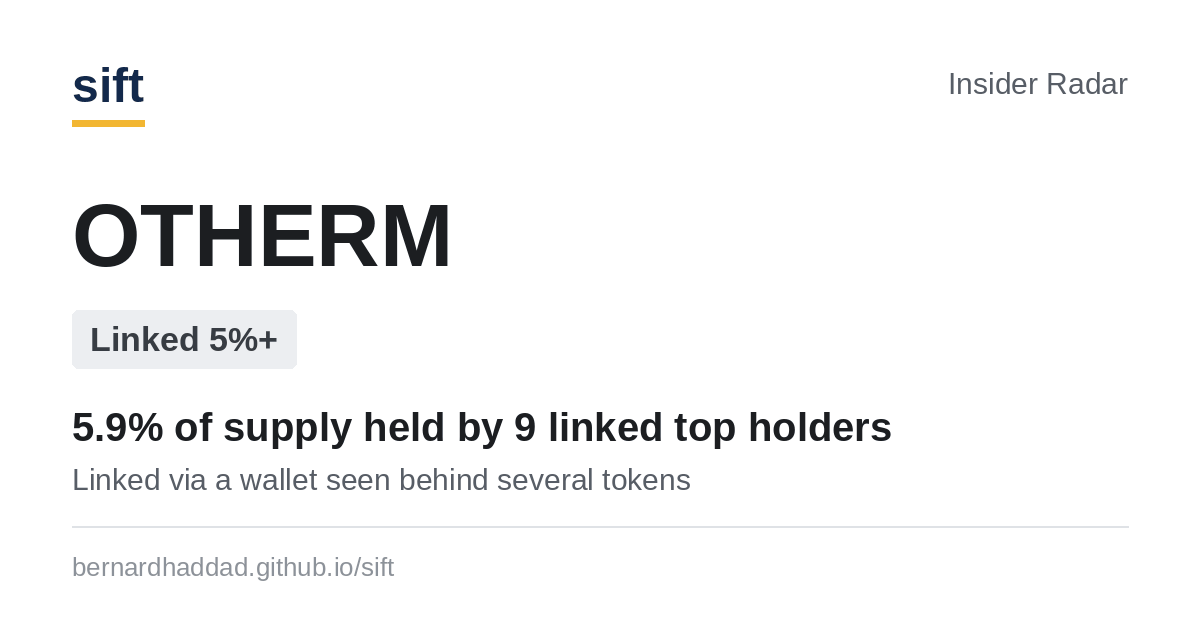 sift
Insider Radar
OTHERM
Linked 5%+
5.9% of supply held by 9 linked top holders
Linked via a wallet seen behind several tokens
bernardhaddad.github.io/sift